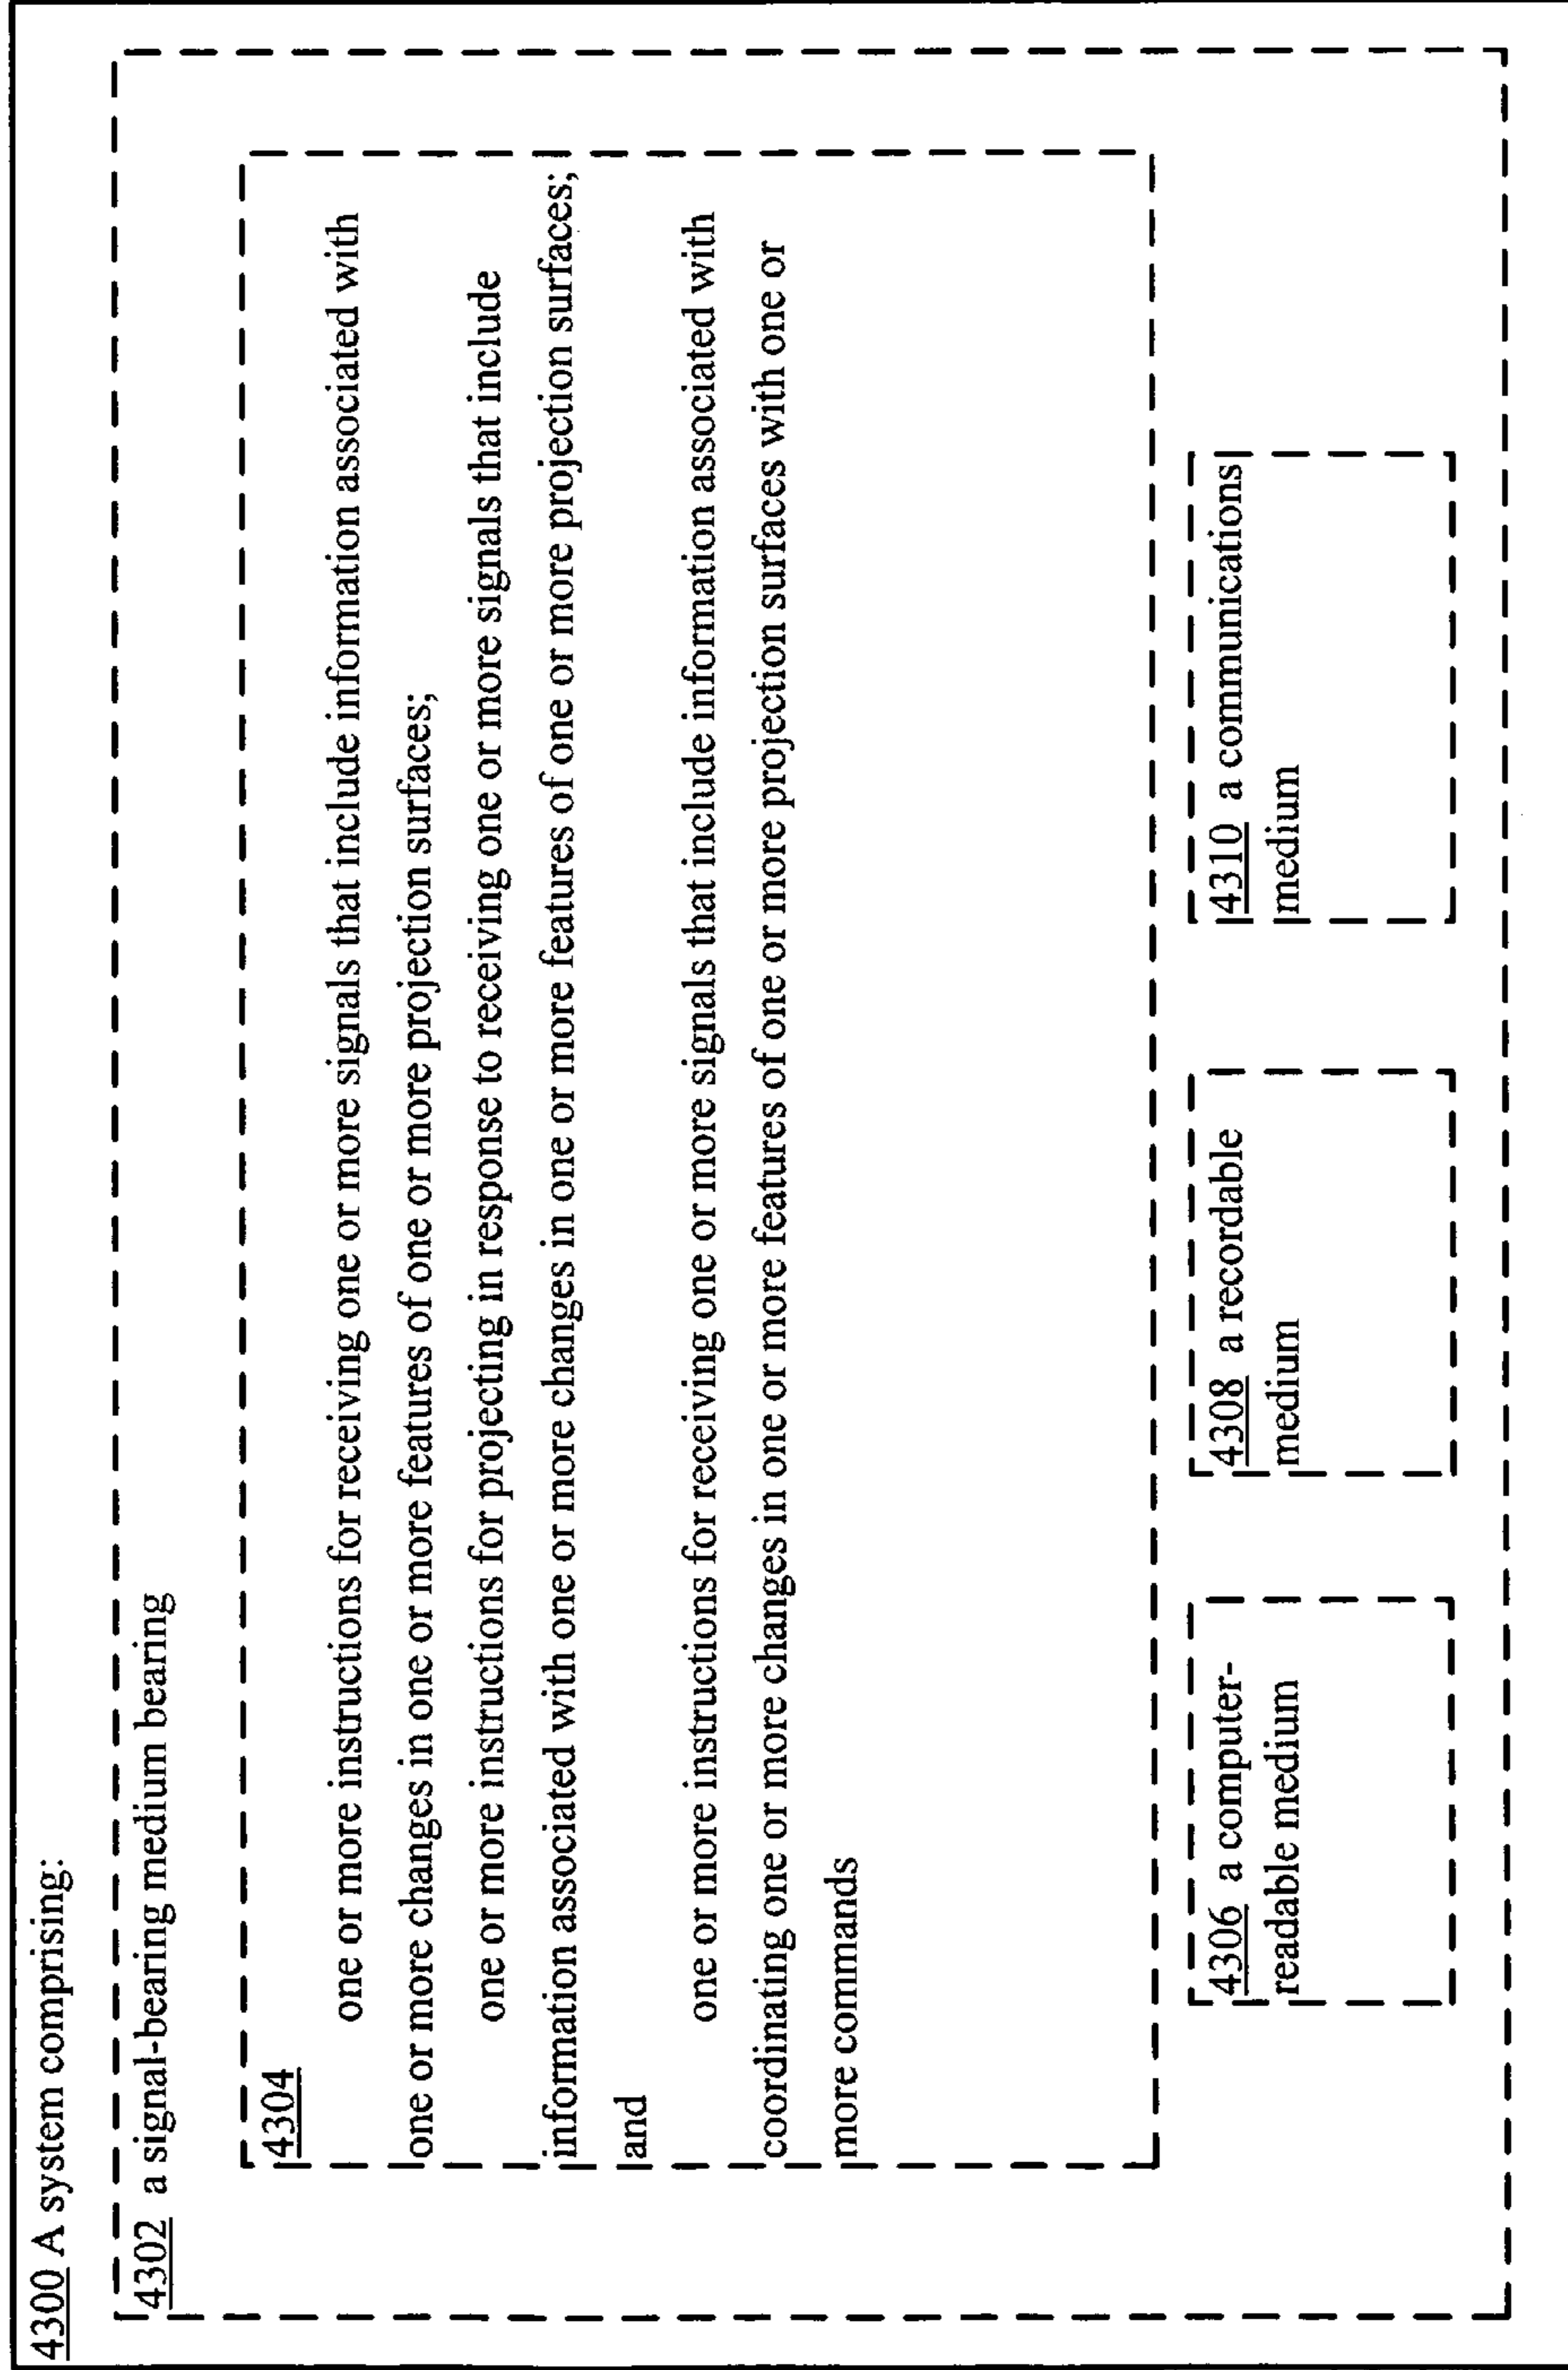 4300 A system comprising:
4302 a signal-bearing medium bearing
4304
one or more instructions for receiving one or more signals that include information associated with
one or more changes in one or more features of one or more projection surfaces;
one or more instructions for projecting in response to receiving one or more signals that include
information associated with one or more changes in one or more features of one or more projection surfaces;
and
one or more instructions for receiving one or more signals that include information associated with
coordinating one or more changes in one or more features of one or more projection surfaces with one or
more commands
4306 a computer-
readable medium
4308 a recordable
medium
4310 a communications
medium